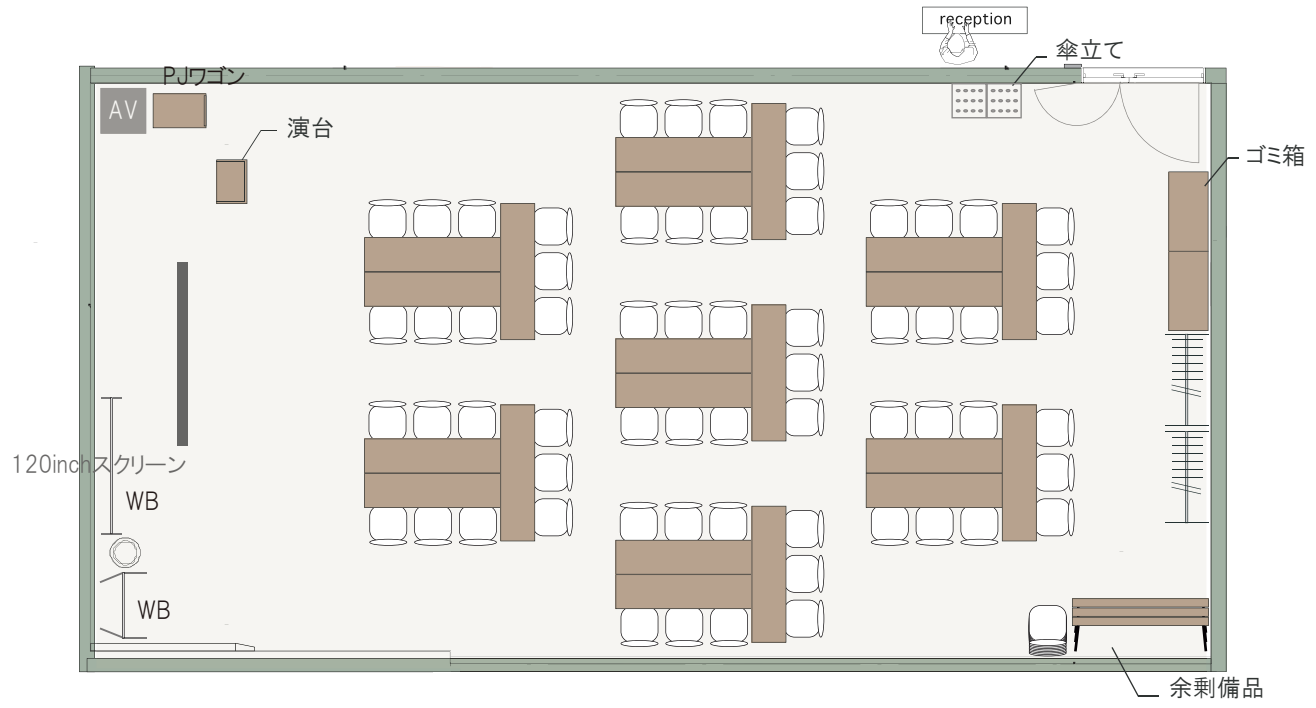 reception
傘立て
PJワゴン
AV
演台
ゴミ箱
120inchスクリーン
WB
WB
余剰備品